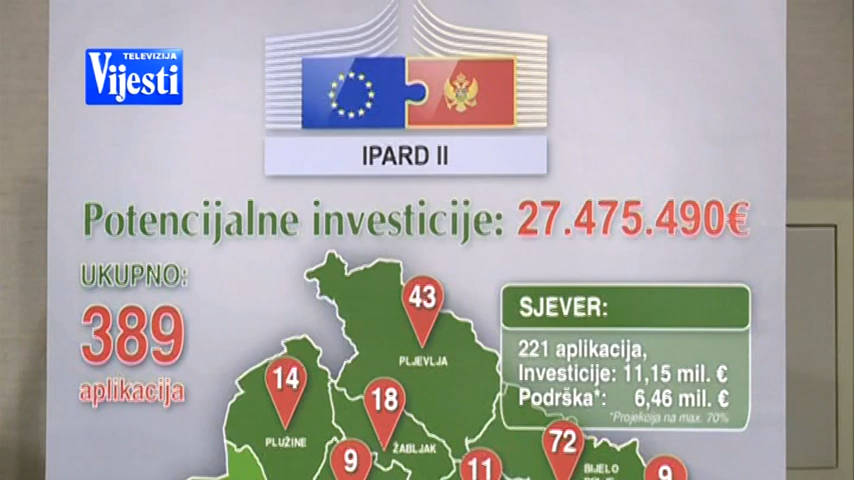 TELEVIZIJA
Vijesti
IPARD II
Potencijalne investicije: 27.475.490€
UKUPNO:
389
aplikacija
SJEVER:
221 aplikacija,
Investicije: 11,15 mil. €
Podrška*: 6,46 mil. €
*Projekcija na max. 70%
43
PLJEVLJA
14
PLUŽINE
18
ŽABLJAK
72
BIJELO
9
11
9